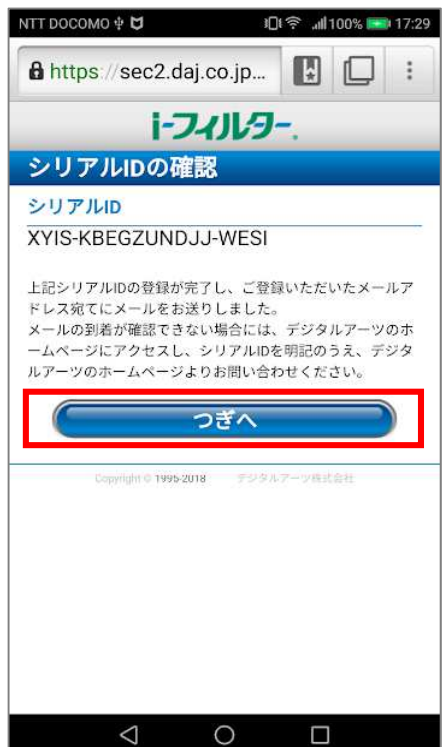 NTT DOCOMO 100% 17:29
https://sec2.daj.co.jp...
i-フィルター.
シリアルIDの確認
シリアルID
XYIS-KBEGZUNDJJ-WESI
上記シリアルIDの登録が完了し、ご登録いただいたメールア
ドレス宛てにメールをお送りしました。
メールの到着が確認できない場合には、デジタルアーツのホ
ームページにアクセスし、シリアルIDを明記のうえ、デジタ
ルアーツのホームページよりお問い合わせください。
つぎへ
Copyright © 1995-2018 デジタルアーツ株式会社